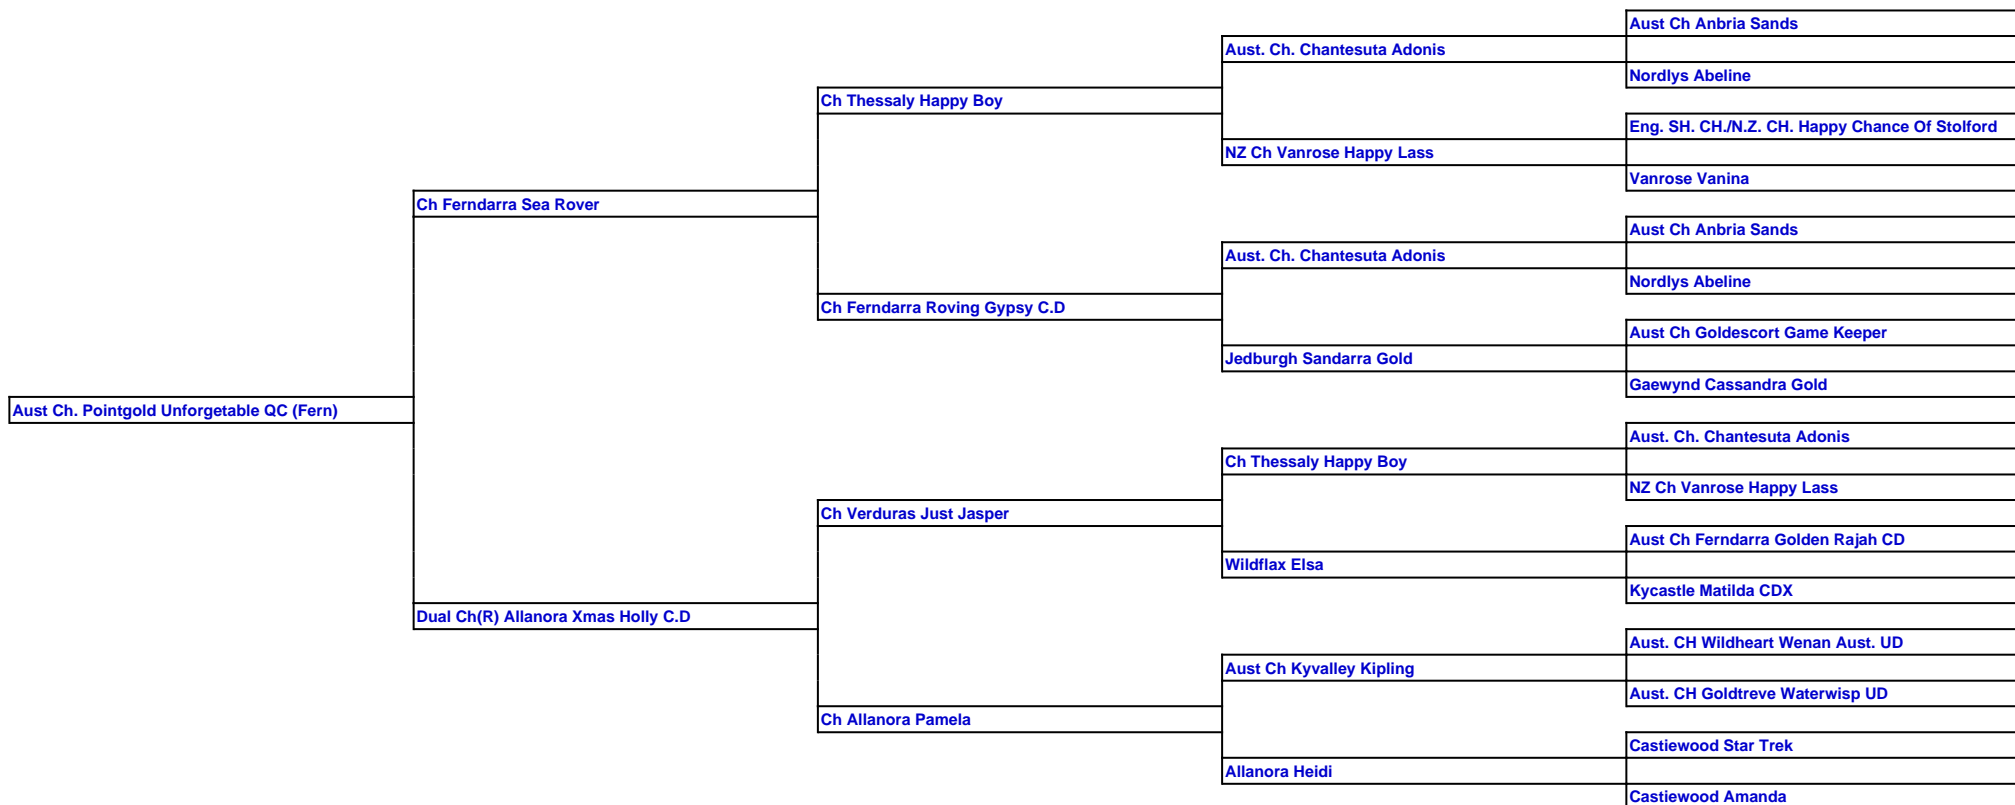 Aust Ch Anbria Sands
Aust. Ch. Chantesuta Adonis
Nordlys Abeline
Ch Thessaly Happy Boy
Eng. SH. CH./N.Z. CH. Happy Chance Of Stolford
NZ Ch Vanrose Happy Lass
Vanrose Vanina
Ch Ferndarra Sea Rover
Aust Ch Anbria Sands
Aust. Ch. Chantesuta Adonis
Nordlys Abeline
Ch Ferndarra Roving Gypsy C.D
Aust Ch Goldescort Game Keeper
Jedburgh Sandarra Gold
Gaewynd Cassandra Gold
Aust Ch. Pointgold Unforgetable QC (Fern)
Aust. Ch. Chantesuta Adonis
Ch Thessaly Happy Boy
NZ Ch Vanrose Happy Lass
Ch Verduras Just Jasper
Aust Ch Ferndarra Golden Rajah CD
Wildflax Elsa
Kycastle Matilda CDX
Dual Ch(R) Allanora Xmas Holly C.D
Aust. CH Wildheart Wenan Aust. UD
Aust Ch Kyvalley Kipling
Aust. CH Goldtreve Waterwisp UD
Ch Allanora Pamela
Castiewood Star Trek
Allanora Heidi
Castiewood Amanda